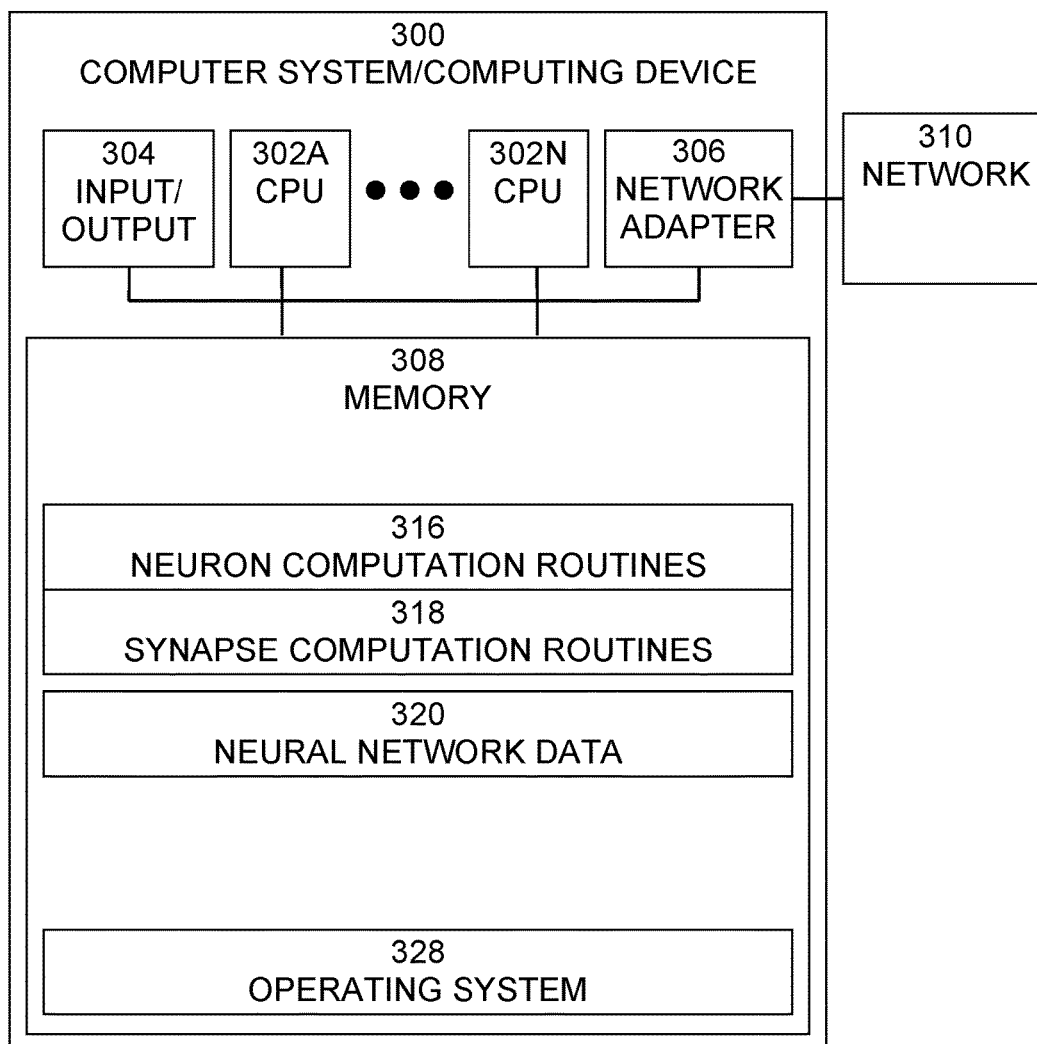 300
COMPUTER SYSTEM/COMPUTING DEVICE
304
INPUT/
OUTPUT
302A
CPU
302N
CPU
306
NETWORK
ADAPTER
310
NETWORK
308
MEMORY
316
NEURON COMPUTATION ROUTINES
318
SYNAPSE COMPUTATION ROUTINES
320
NEURAL NETWORK DATA
328
OPERATING SYSTEM